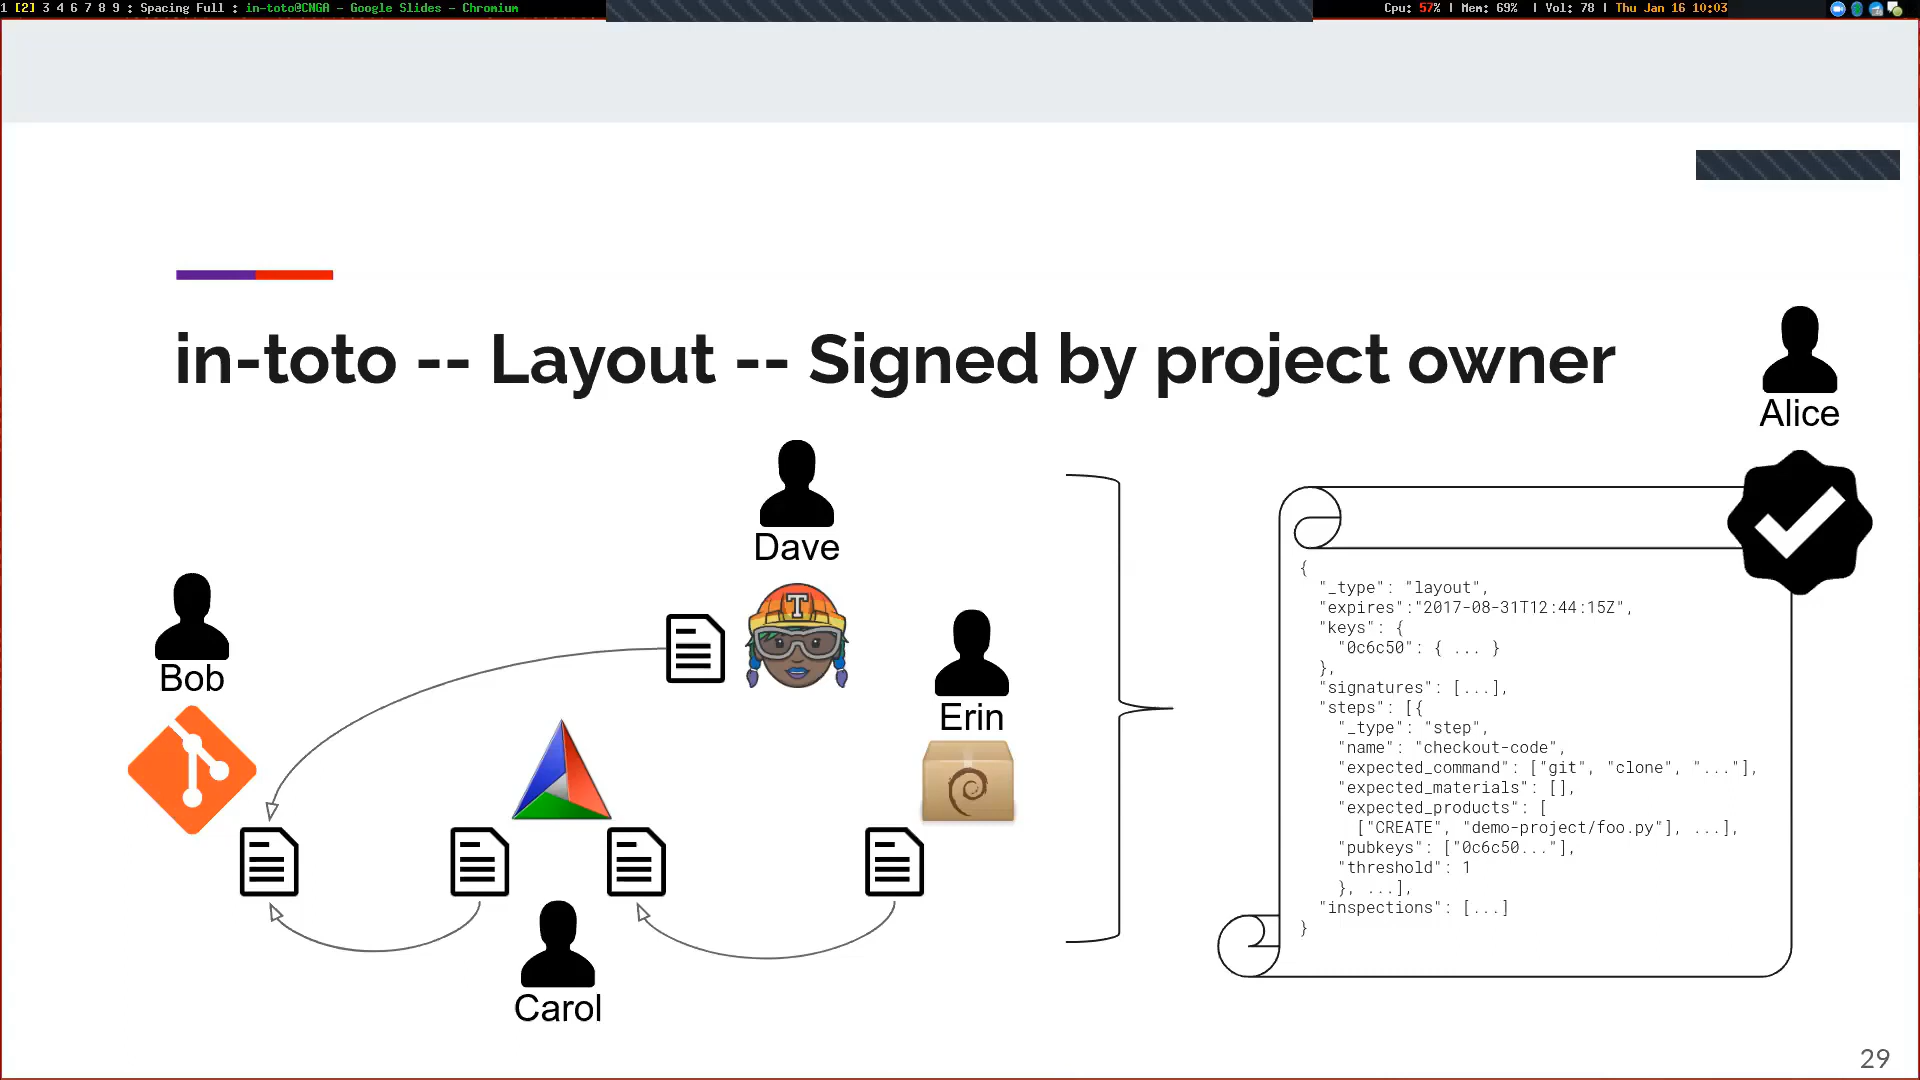 1 [2] 3 4 6 7 8 9 : Spacing Full : in-toto@CNGA - Google Slides - Chromium
Cpu: 57% | Mem: 69% | Vol: 78 | Thu Jan 16 10:03
in-toto -- Layout -- Signed by project owner
Alice
Dave
T
Bob
Erin
Carol
{
"_type": "layout",
"expires":"2017-08-31T12:44:15Z",
"keys": {
"0c6c50": { ... }
},
"signatures": [...],
"steps": [{
"_type": "step",
"name": "checkout-code",
"expected_command": ["git", "clone", "..."],
"expected_materials": [],
"expected_products": [
["CREATE", "demo-project/foo.py"], ...],
"pubkeys": ["0c6c50..."],
"threshold": 1
}, ...],
"inspections": [...]
}
29